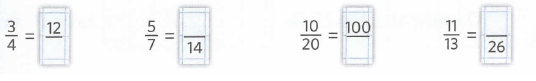 3/4 = 12/ 5/7 = /14 10/20 = 100/ 11/13 = /26